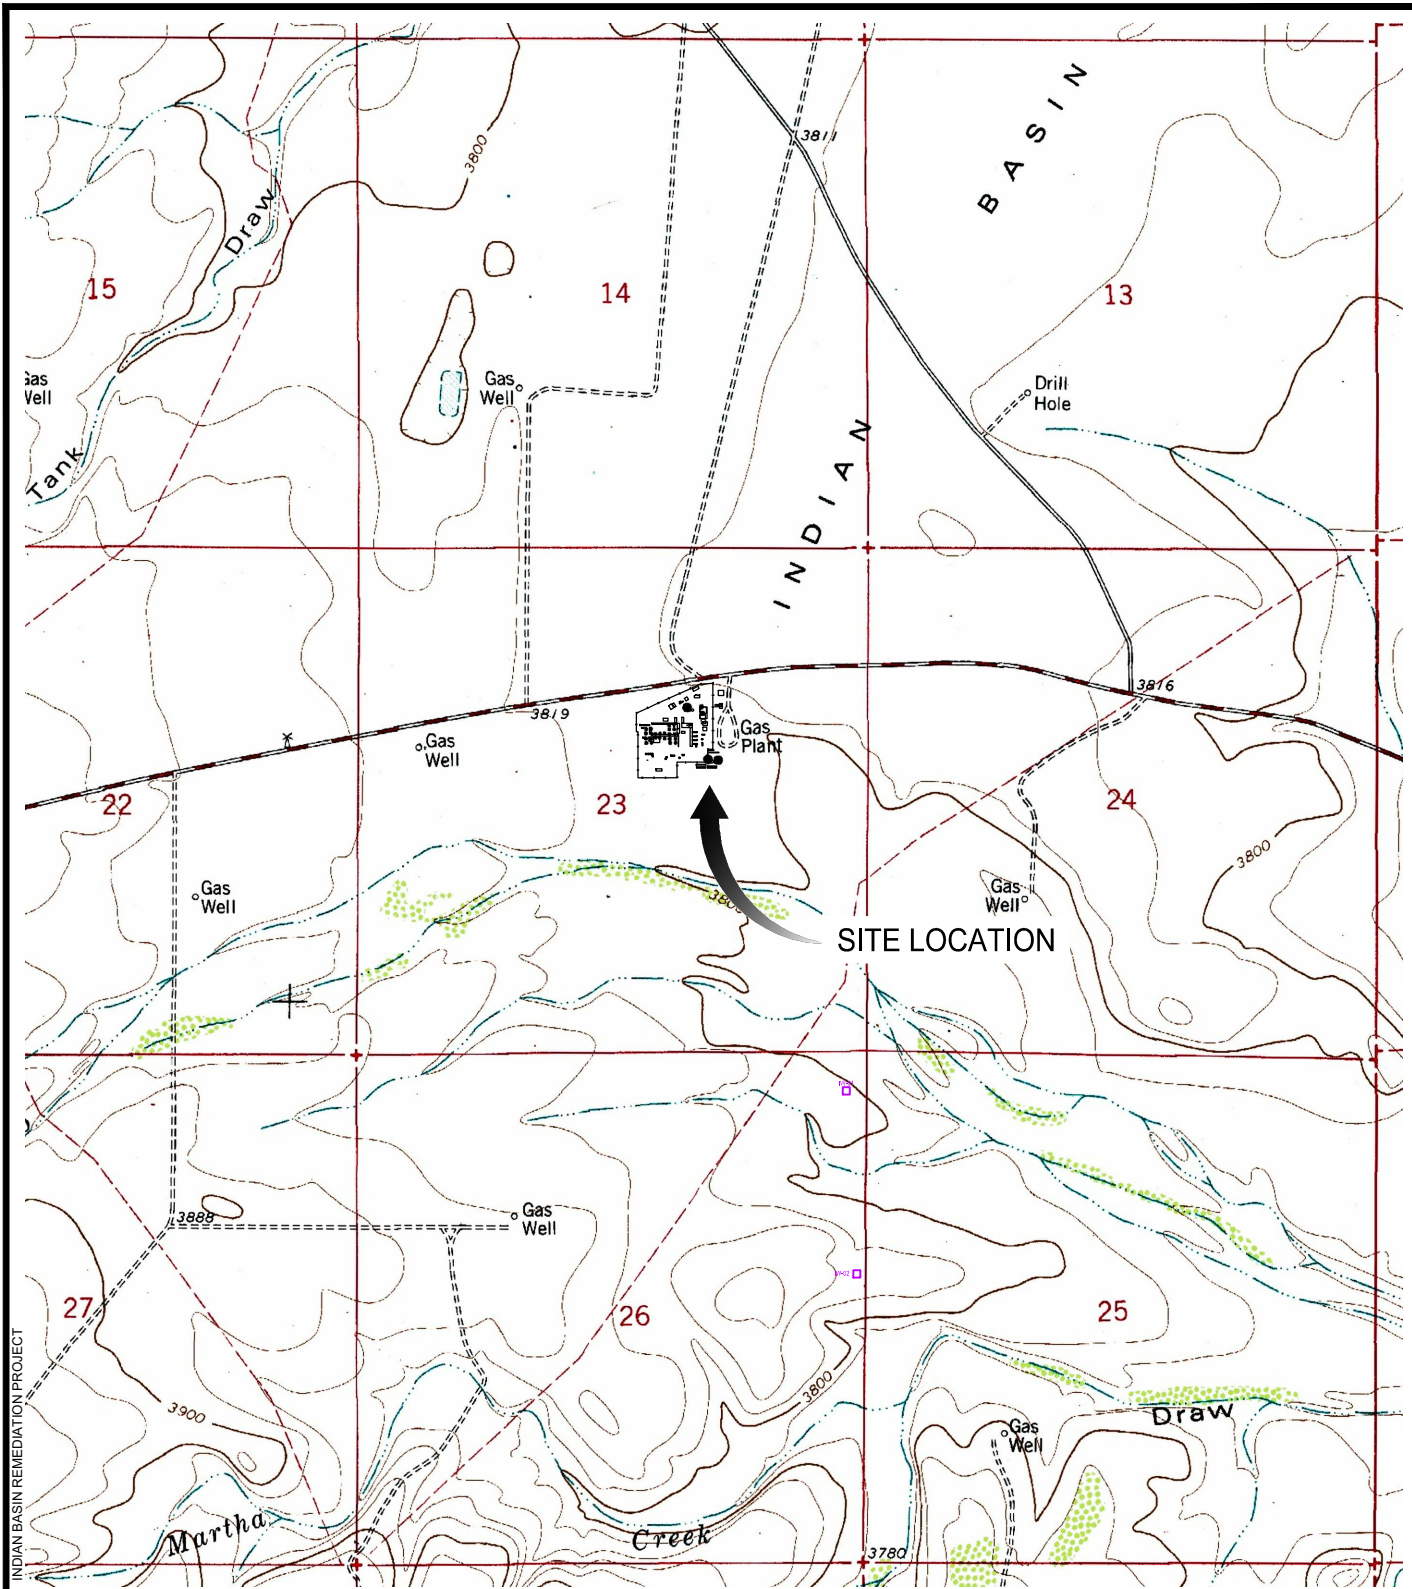 BASIN
3811
3800
Draw
15
14
13
Gas
Well
Drill
Hole
Gas
Well
Tank
INDIAN
3816
3819
Gas
Plant
Gas
Well
22
23
24
3800
Gas
Well
Gas
Well
3800
SITE LOCATION
3888
Gas
Well
27
26
25
W-02
3800
3900
Draw
Gas
Well
Martha
Creek
3780
INDIAN BASIN REMEDIATION PROJECT